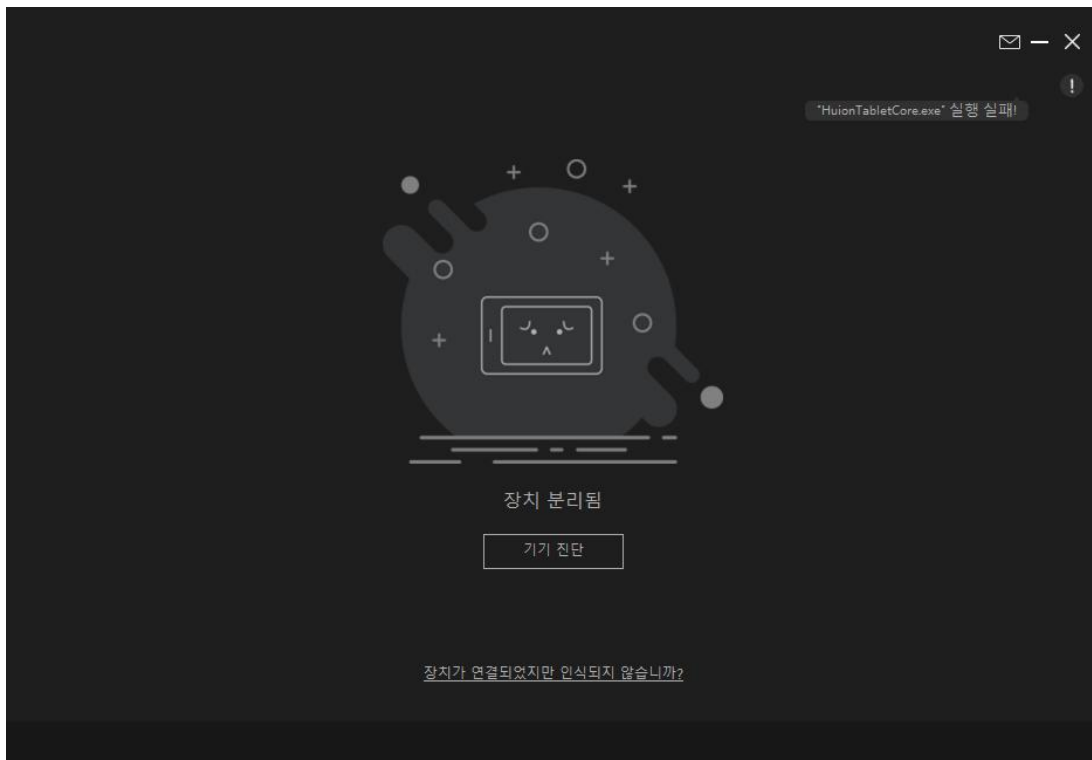 "HuionTabletCore.exe" 실행 실패!
장치 분리됨
기기 진단
장치가 연결되었지만 인식되지 않습니까?